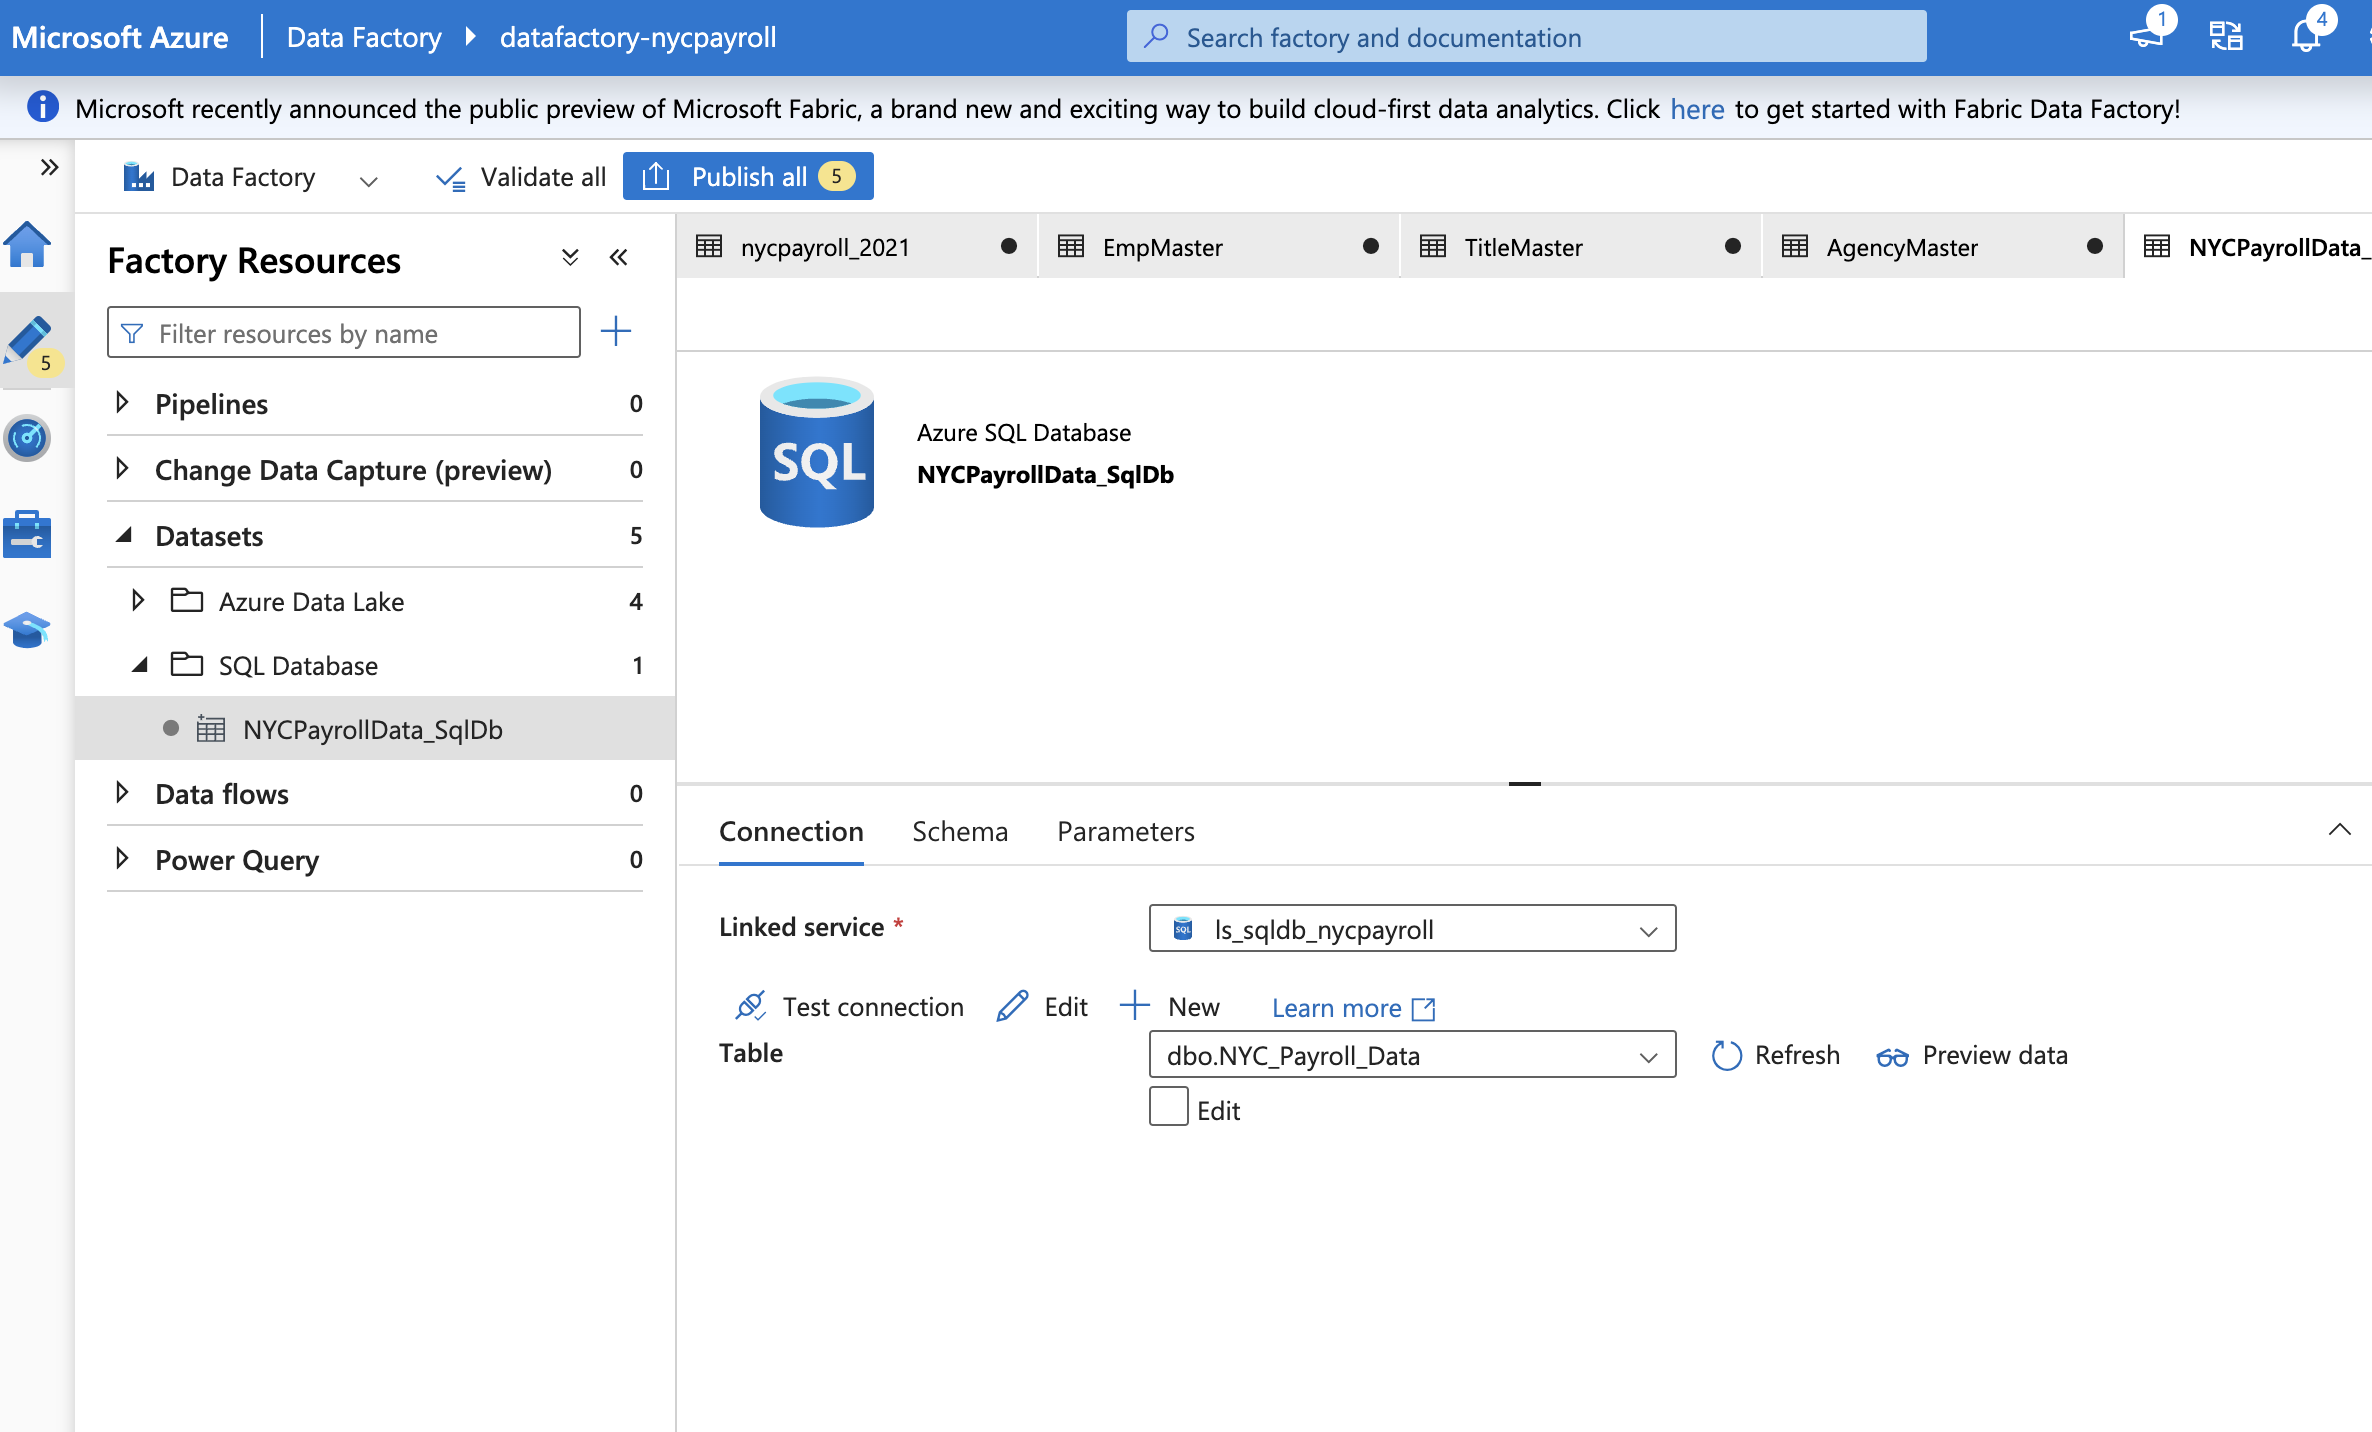 Microsoft Azure
Data Factory
datafactory-nycpayroll
Search factory and documentation
1
4
Microsoft recently announced the public preview of Microsoft Fabric, a brand new and exciting way to build cloud-first data analytics. Click here to get started with Fabric Data Factory!
Data Factory
Validate all
Publish all 5
5
Factory Resources
Filter resources by name
Pipelines 0
Change Data Capture (preview) 0
Datasets 5
Azure Data Lake 4
SQL Database 1
NYCPayrollData_SqlDb
Data flows 0
Power Query 0
nycpayroll_2021
EmpMaster
TitleMaster
AgencyMaster
NYCPayrollData_
SQL
Azure SQL Database
NYCPayrollData_SqlDb
Connection
Schema
Parameters
Linked service *
SQL
ls_sqldb_nycpayroll
Test connection
Edit
New
Learn more
Table
dbo.NYC_Payroll_Data
Refresh
Preview data
Edit